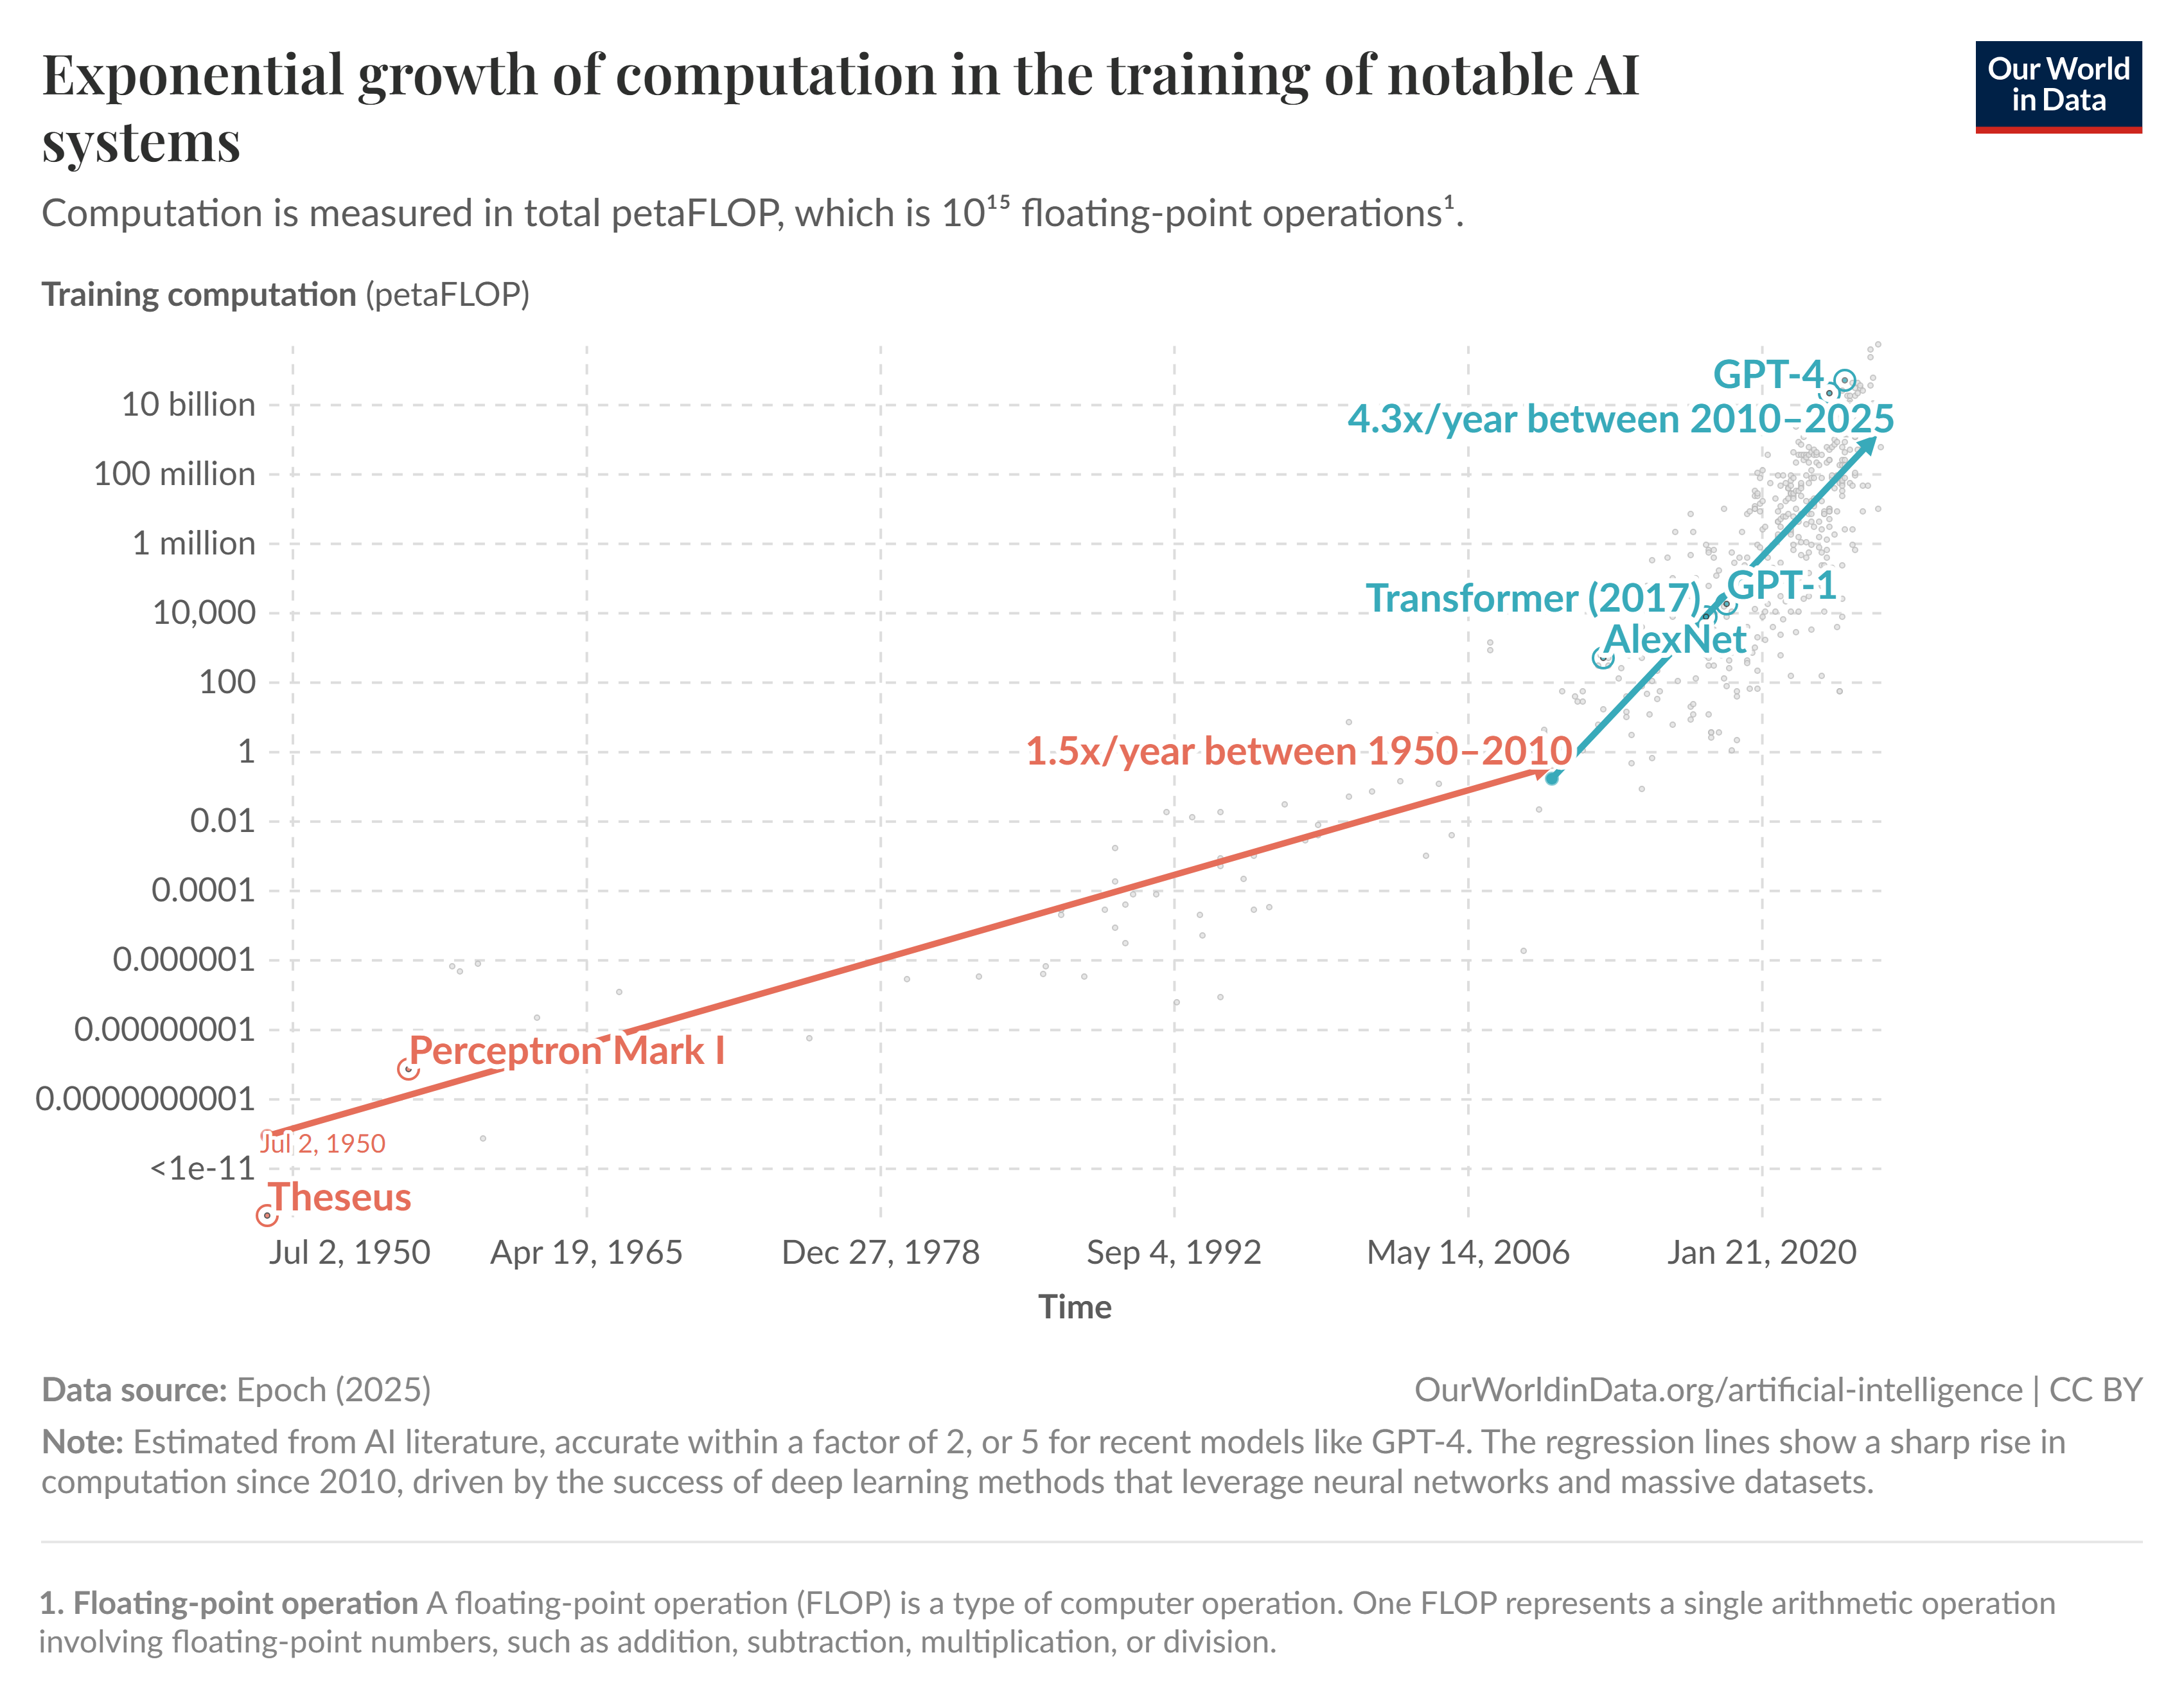 Exponential growth of computation in the training of notable AI
systems
Our World
in Data
Computation is measured in total petaFLOP, which is 10¹⁵ floating-point operations¹.
Training computation (petaFLOP)
10 billion
100 million
1 million
10,000
100
1
0.01
0.0001
0.000001
0.00000001
0.0000000001
<1e-11
GPT-4
4.3x/year between 2010–2025
GPT-1
Transformer (2017)
AlexNet
1.5x/year between 1950–2010
Perceptron Mark I
Jul 2, 1950
Theseus
Jul 2, 1950
Apr 19, 1965
Dec 27, 1978
Sep 4, 1992
May 14, 2006
Jan 21, 2020
Time
Data source: Epoch (2025)
OurWorldinData.org/artificial-intelligence | CC BY
Note: Estimated from AI literature, accurate within a factor of 2, or 5 for recent models like GPT-4. The regression lines show a sharp rise in
computation since 2010, driven by the success of deep learning methods that leverage neural networks and massive datasets.
1. Floating-point operation A floating-point operation (FLOP) is a type of computer operation. One FLOP represents a single arithmetic operation
involving floating-point numbers, such as addition, subtraction, multiplication, or division.